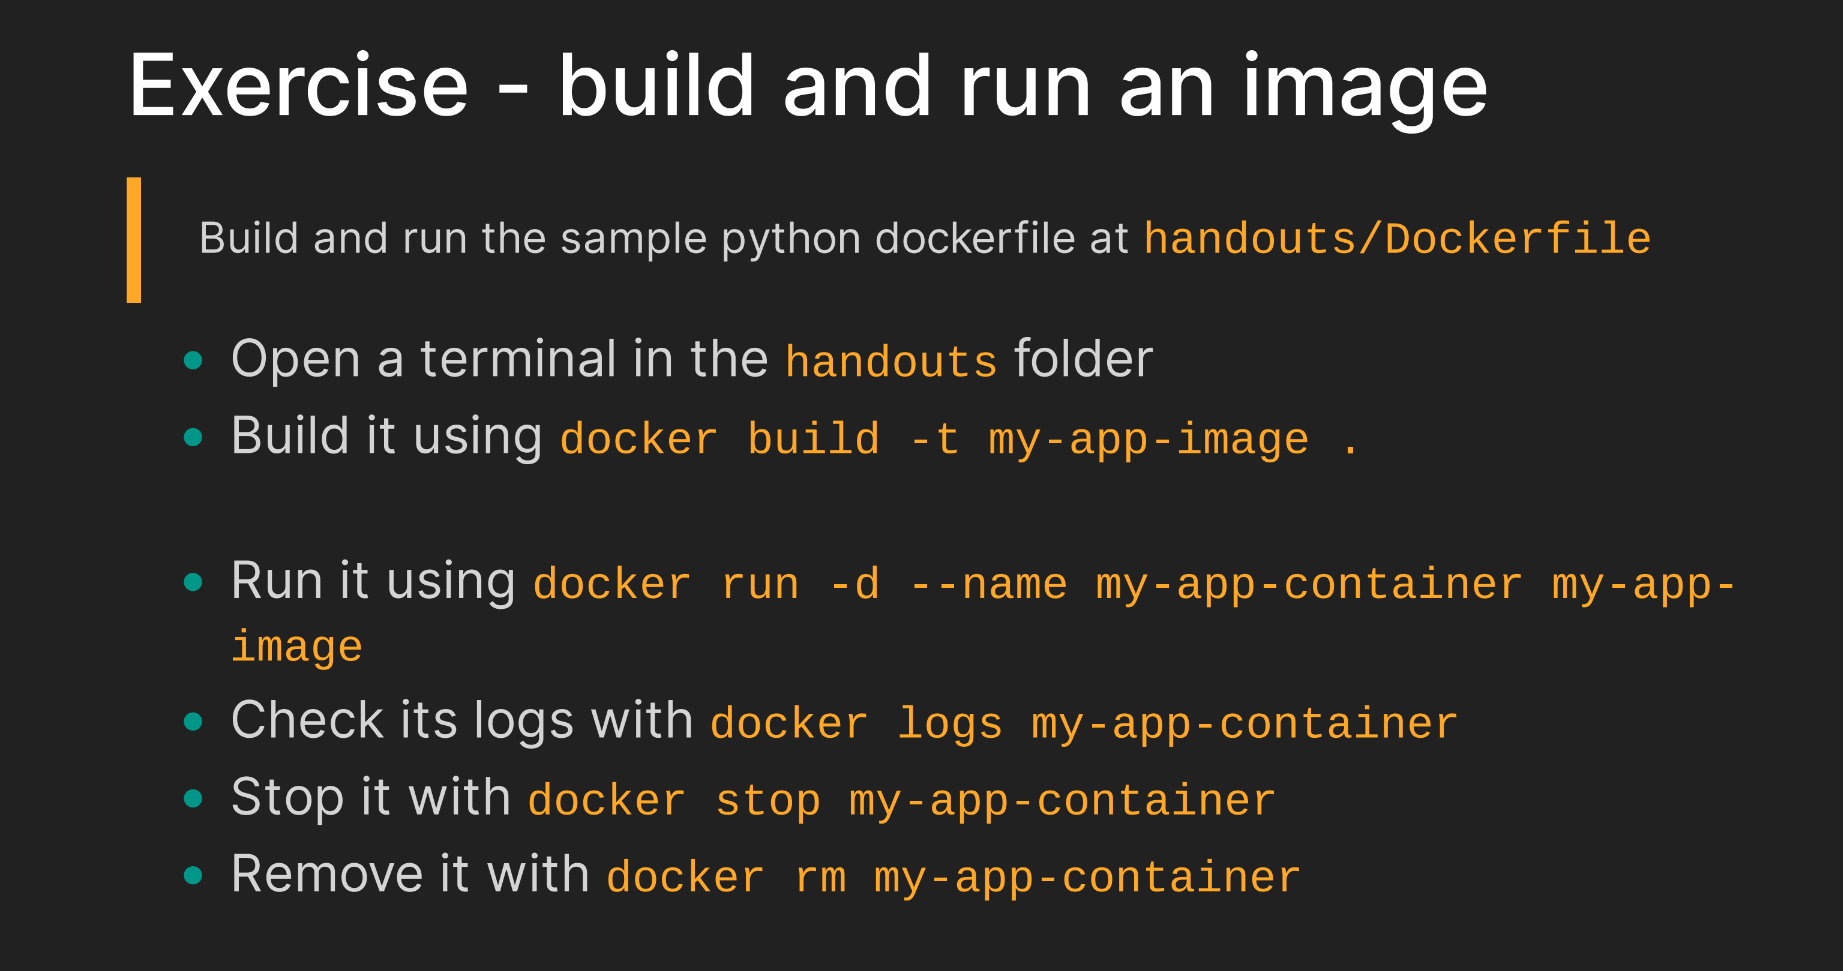 Exercise - build and run an image
Build and run the sample python dockerfile at handouts/Dockerfile
Open a terminal in the handouts folder
Build it using docker build -t my-app-image .
Run it using docker run -d --name my-app-container my-app-
image
Check its logs with docker logs my-app-container
Stop it with docker stop my-app-container
Remove it with docker rm my-app-container